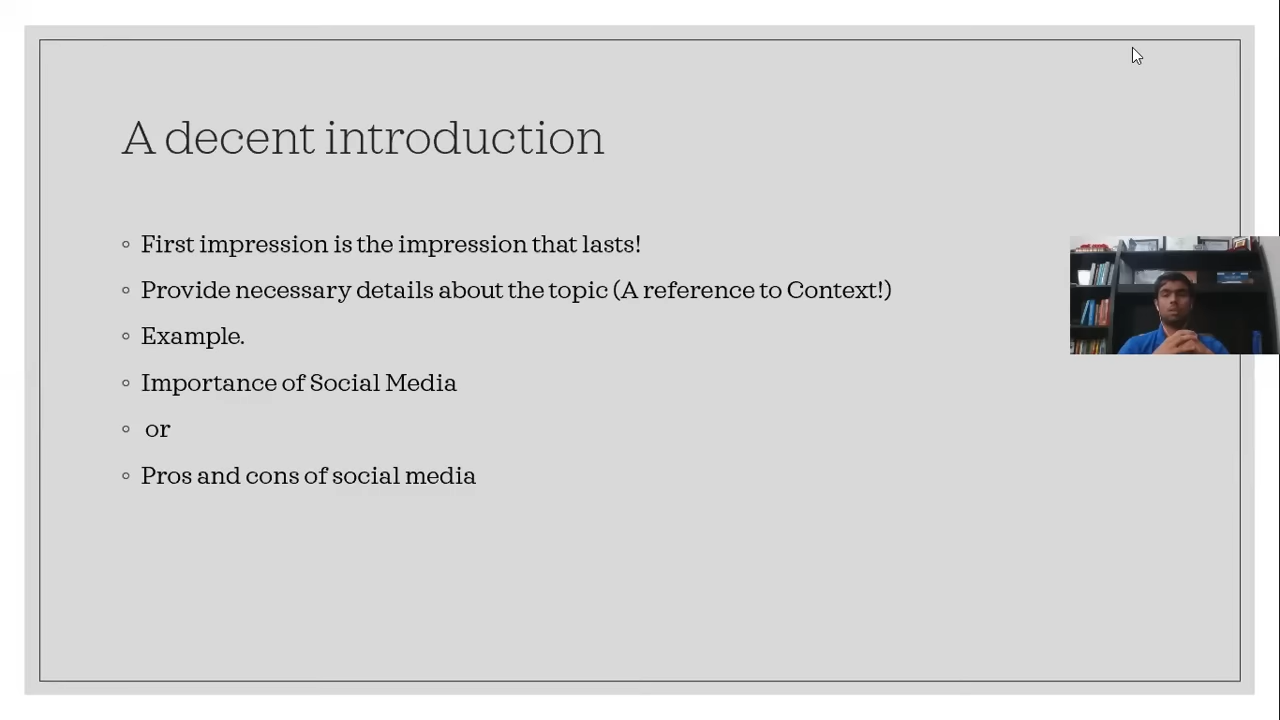 A decent introduction
First impression is the impression that lasts!
Provide necessary details about the topic (A reference to Context!)
Example.
Importance of Social Media
or
Pros and cons of social media